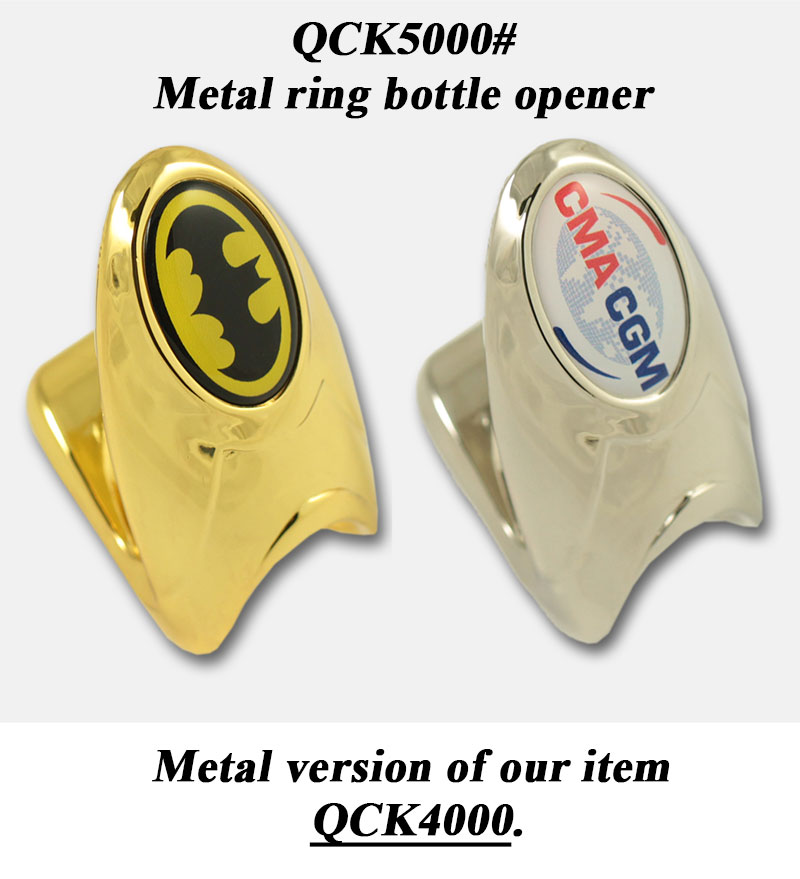 QCK5000#
Metal ring bottle opener
CMA CGM
Metal version of our item
QCK4000.